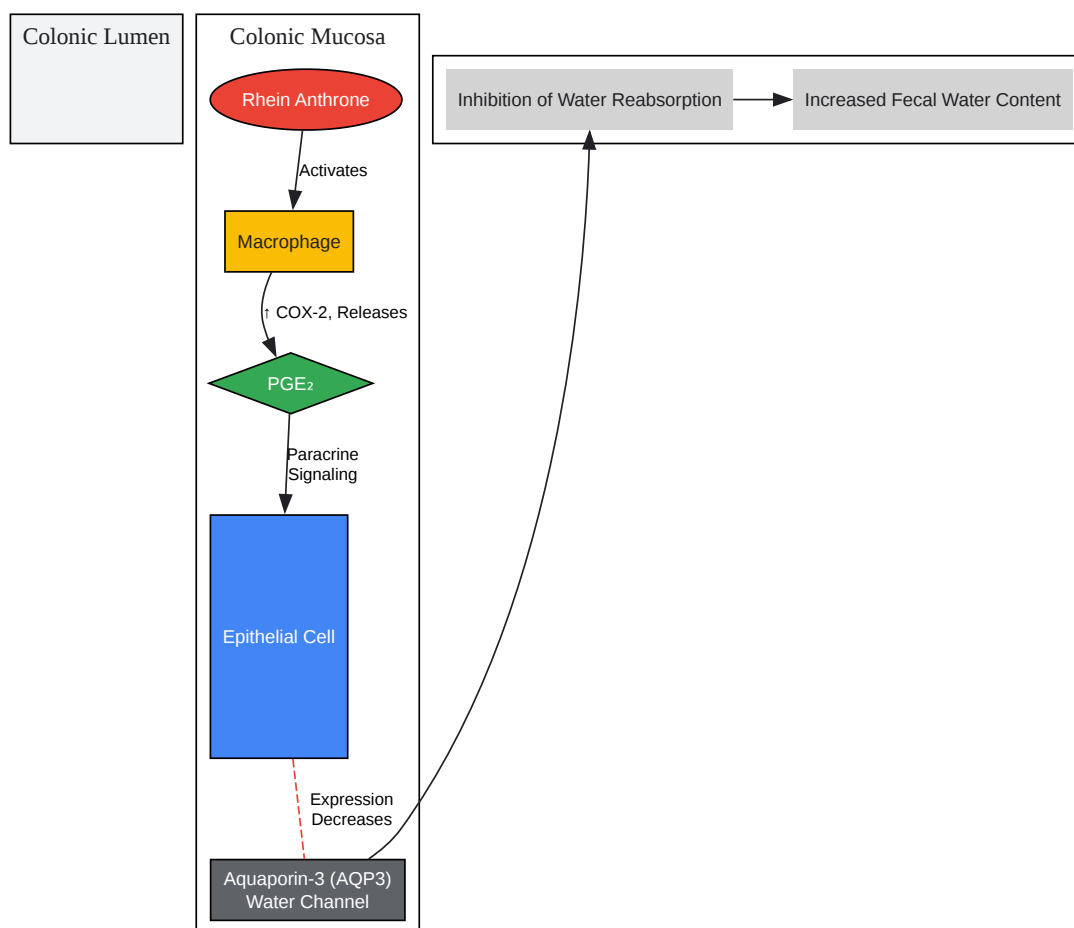 Colonic Lumen
Colonic Mucosa
Rhein Anthrone
Activates
Macrophage
↑ COX-2, Releases
PGE₂
Paracrine
Signaling
Epithelial Cell
Expression
Decreases
Aquaporin-3 (AQP3)
Water Channel
Inhibition of Water Reabsorption
Increased Fecal Water Content